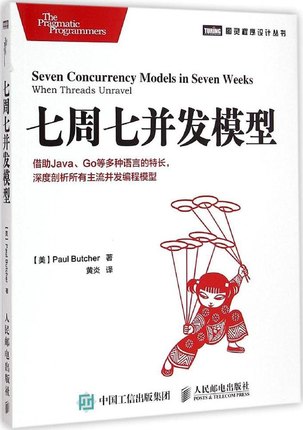 The
Pragmatic
Programmers
TURING 图灵程序设计丛书
Seven Concurrency Models in Seven Weeks
When Threads Unravel
七周七并发模型
借助Java、Go等多种语言的特长，
深度剖析所有主流并发编程模型
【美】Paul Butcher 著
黄炎 译
中国工信出版集团
人民邮电出版社
POSTS & TELECOM PRESS
七周七并发模型
【美】Paul Butcher 著
人民邮电出版社